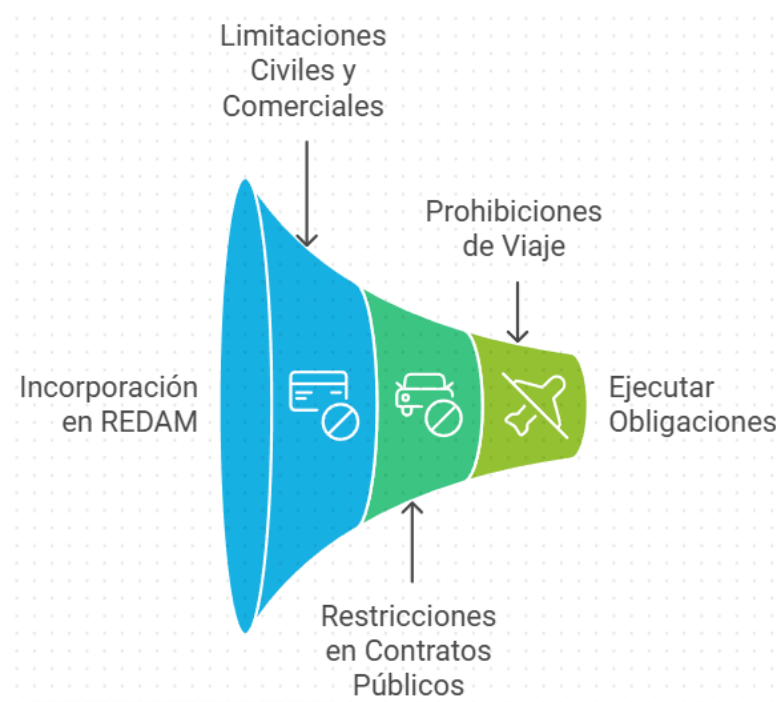 Limitaciones
Civiles y
Comerciales
Prohibiciones
de Viaje
Incorporación
en REDAM
Ejecutar
Obligaciones
Restricciones
en Contratos
Públicos